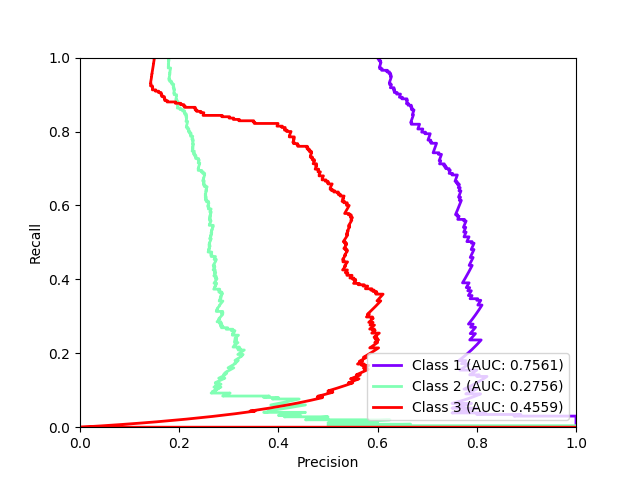 1.0
0.8
0.6
0.4
0.2
0.0
Recall
Class 1 (AUC: 0.7561)
Class 2 (AUC: 0.2756)
Class 3 (AUC: 0.4559)
0.0 0.2 0.4 0.6 0.8 1.0
Precision